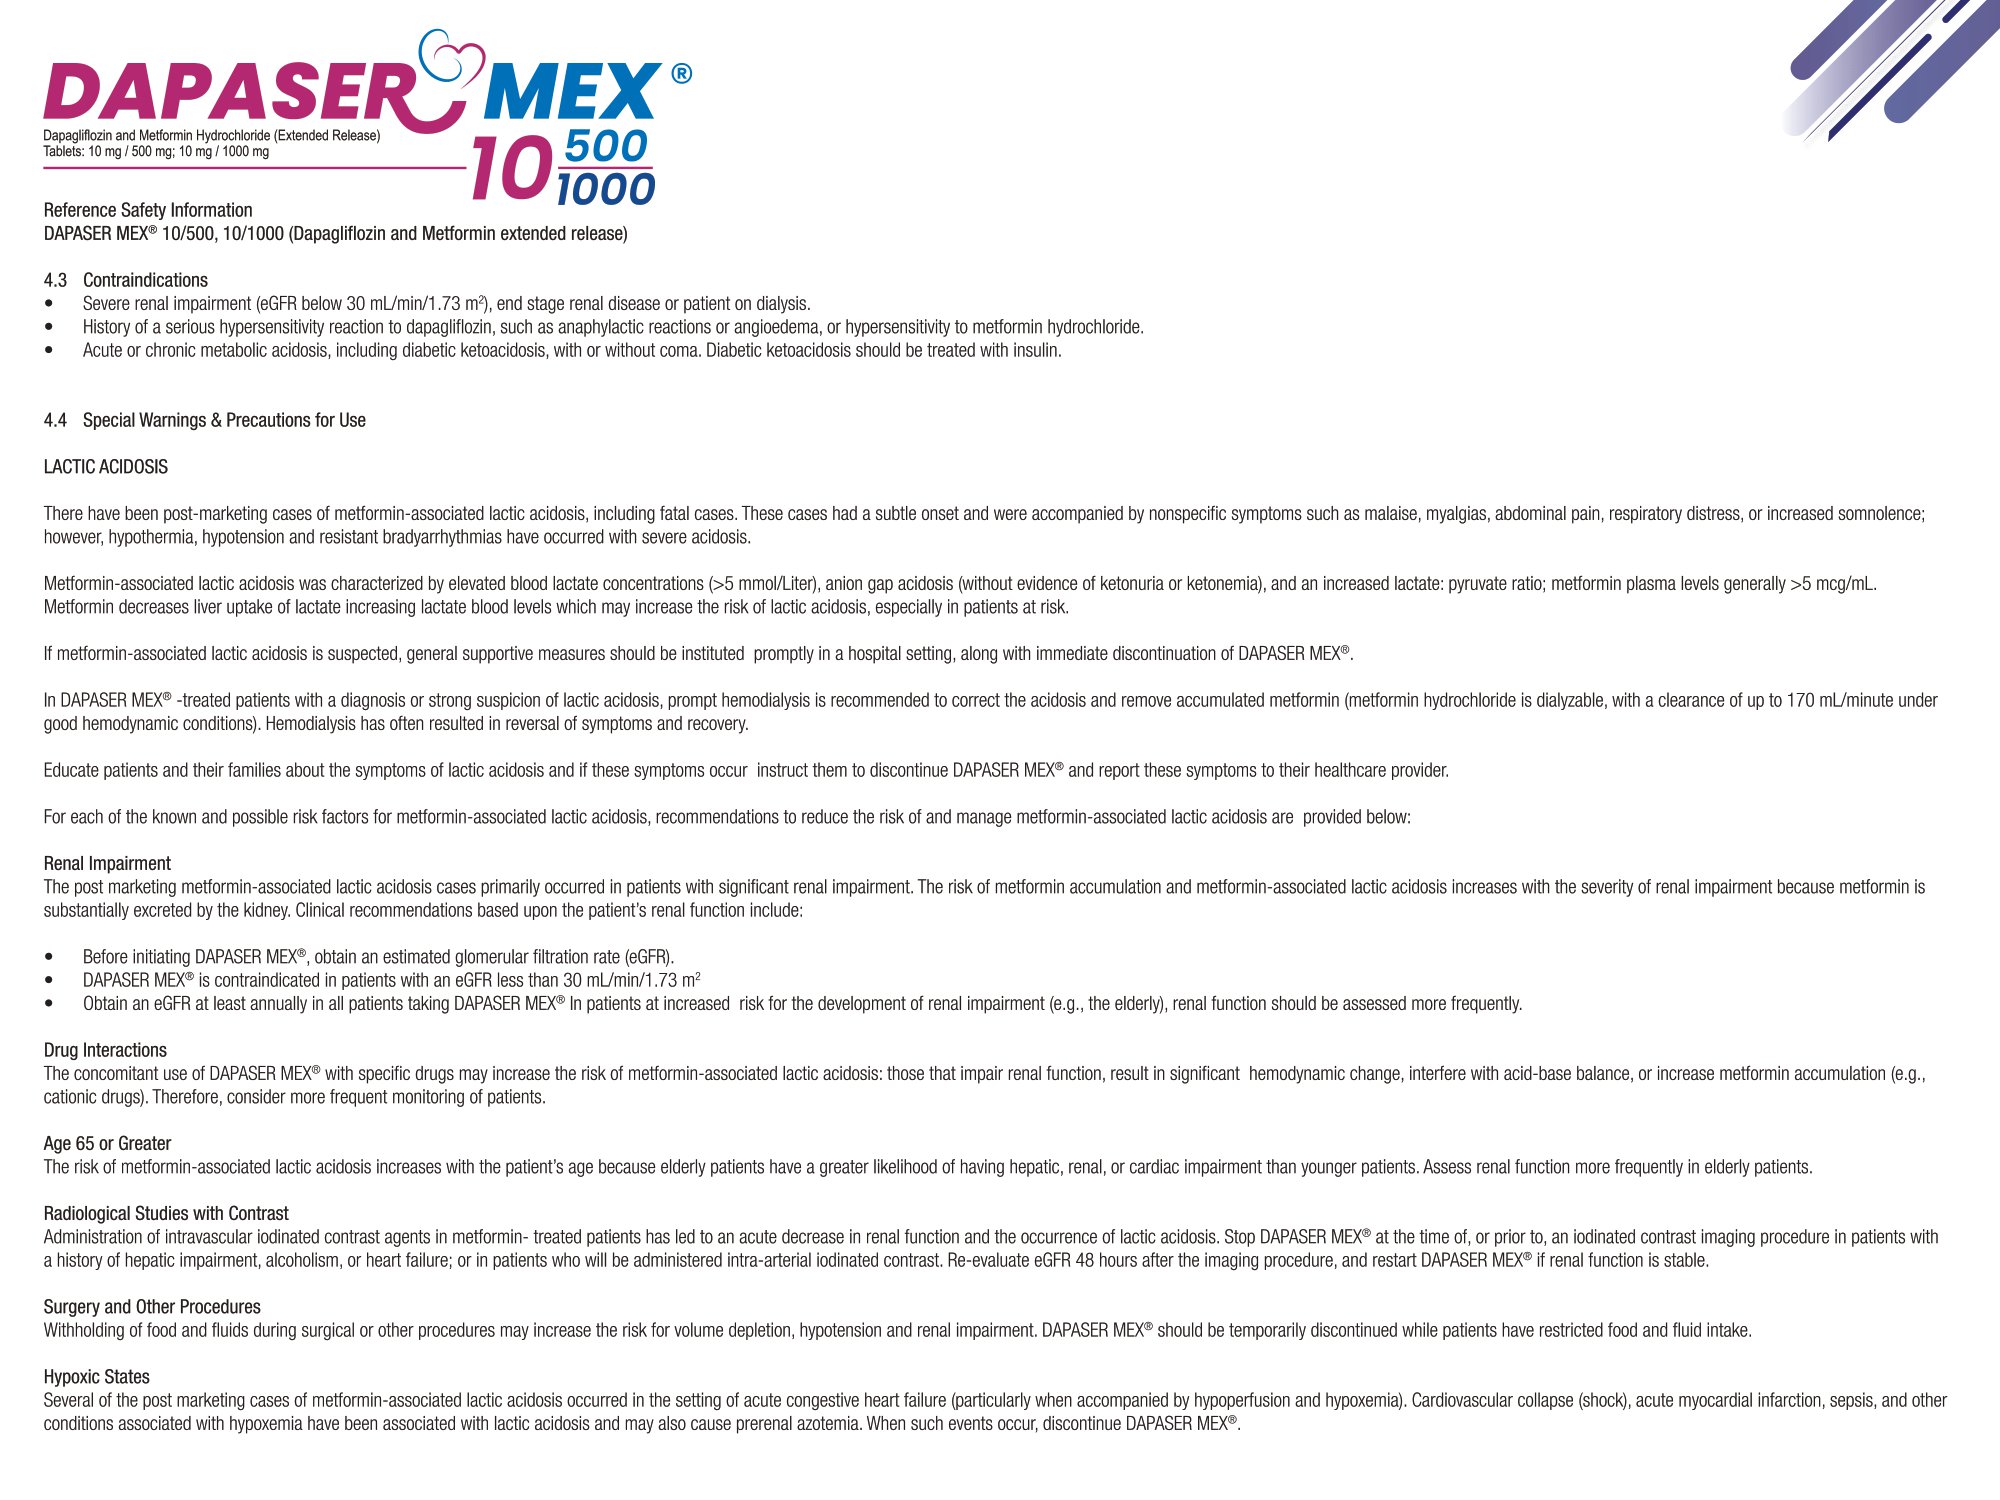 DAPASER MEX ®
Dapagliflozin and Metformin Hydrochloride (Extended Release)
Tablets: 10 mg / 500 mg; 10 mg / 1000 mg
10 500
1000
Reference Safety Information
DAPASER MEX® 10/500, 10/1000 (Dapagliflozin and Metformin extended release)
4.3 Contraindications
• Severe renal impairment (eGFR below 30 mL/min/1.73 m²), end stage renal disease or patient on dialysis.
• History of a serious hypersensitivity reaction to dapagliflozin, such as anaphylactic reactions or angioedema, or hypersensitivity to metformin hydrochloride.
• Acute or chronic metabolic acidosis, including diabetic ketoacidosis, with or without coma. Diabetic ketoacidosis should be treated with insulin.
4.4 Special Warnings & Precautions for Use
LACTIC ACIDOSIS
There have been post-marketing cases of metformin-associated lactic acidosis, including fatal cases. These cases had a subtle onset and were accompanied by nonspecific symptoms such as malaise, myalgias, abdominal pain, respiratory distress, or increased somnolence;
however, hypothermia, hypotension and resistant bradyarrhythmias have occurred with severe acidosis.
Metformin-associated lactic acidosis was characterized by elevated blood lactate concentrations (>5 mmol/Liter), anion gap acidosis (without evidence of ketonuria or ketonemia), and an increased lactate: pyruvate ratio; metformin plasma levels generally >5 mcg/mL.
Metformin decreases liver uptake of lactate increasing lactate blood levels which may increase the risk of lactic acidosis, especially in patients at risk.
If metformin-associated lactic acidosis is suspected, general supportive measures should be instituted promptly in a hospital setting, along with immediate discontinuation of DAPASER MEX®.
In DAPASER MEX® -treated patients with a diagnosis or strong suspicion of lactic acidosis, prompt hemodialysis is recommended to correct the acidosis and remove accumulated metformin (metformin hydrochloride is dialyzable, with a clearance of up to 170 mL/minute under
good hemodynamic conditions). Hemodialysis has often resulted in reversal of symptoms and recovery.
Educate patients and their families about the symptoms of lactic acidosis and if these symptoms occur instruct them to discontinue DAPASER MEX® and report these symptoms to their healthcare provider.
For each of the known and possible risk factors for metformin-associated lactic acidosis, recommendations to reduce the risk of and manage metformin-associated lactic acidosis are provided below:
Renal Impairment
The post marketing metformin-associated lactic acidosis cases primarily occurred in patients with significant renal impairment. The risk of metformin accumulation and metformin-associated lactic acidosis increases with the severity of renal impairment because metformin is
substantially excreted by the kidney. Clinical recommendations based upon the patient’s renal function include:
• Before initiating DAPASER MEX®, obtain an estimated glomerular filtration rate (eGFR).
• DAPASER MEX® is contraindicated in patients with an eGFR less than 30 mL/min/1.73 m²
• Obtain an eGFR at least annually in all patients taking DAPASER MEX® In patients at increased risk for the development of renal impairment (e.g., the elderly), renal function should be assessed more frequently.
Drug Interactions
The concomitant use of DAPASER MEX® with specific drugs may increase the risk of metformin-associated lactic acidosis: those that impair renal function, result in significant hemodynamic change, interfere with acid-base balance, or increase metformin accumulation (e.g.,
cationic drugs). Therefore, consider more frequent monitoring of patients.
Age 65 or Greater
The risk of metformin-associated lactic acidosis increases with the patient’s age because elderly patients have a greater likelihood of having hepatic, renal, or cardiac impairment than younger patients. Assess renal function more frequently in elderly patients.
Radiological Studies with Contrast
Administration of intravascular iodinated contrast agents in metformin- treated patients has led to an acute decrease in renal function and the occurrence of lactic acidosis. Stop DAPASER MEX® at the time of, or prior to, an iodinated contrast imaging procedure in patients with
a history of hepatic impairment, alcoholism, or heart failure; or in patients who will be administered intra-arterial iodinated contrast. Re-evaluate eGFR 48 hours after the imaging procedure, and restart DAPASER MEX® if renal function is stable.
Surgery and Other Procedures
Withholding of food and fluids during surgical or other procedures may increase the risk for volume depletion, hypotension and renal impairment. DAPASER MEX® should be temporarily discontinued while patients have restricted food and fluid intake.
Hypoxic States
Several of the post marketing cases of metformin-associated lactic acidosis occurred in the setting of acute congestive heart failure (particularly when accompanied by hypoperfusion and hypoxemia). Cardiovascular collapse (shock), acute myocardial infarction, sepsis, and other
conditions associated with hypoxemia have been associated with lactic acidosis and may also cause prerenal azotemia. When such events occur, discontinue DAPASER MEX®.